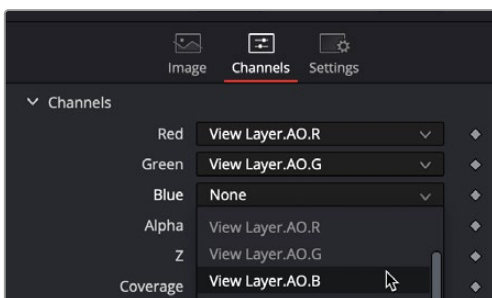 Image Channels Settings
Channels
Red View Layer.AO.R
Green View Layer.AO.G
Blue None
Alpha View Layer.AO.R
Z View Layer.AO.G
Coverage View Layer.AO.B